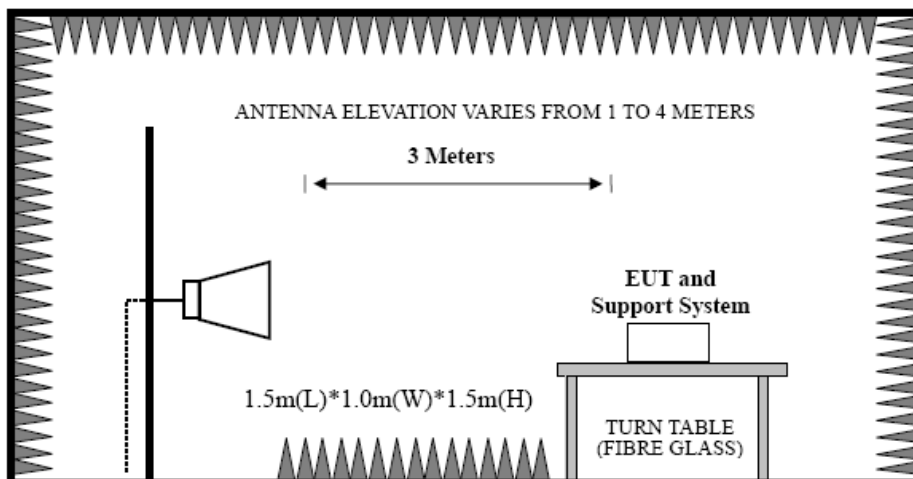 ANTENNA ELEVATION VARIES FROM 1 TO 4 METERS
3 Meters
EUT and
Support System
1.5m(L)*1.0m(W)*1.5m(H)
TURN TABLE
(FIBRE GLASS)